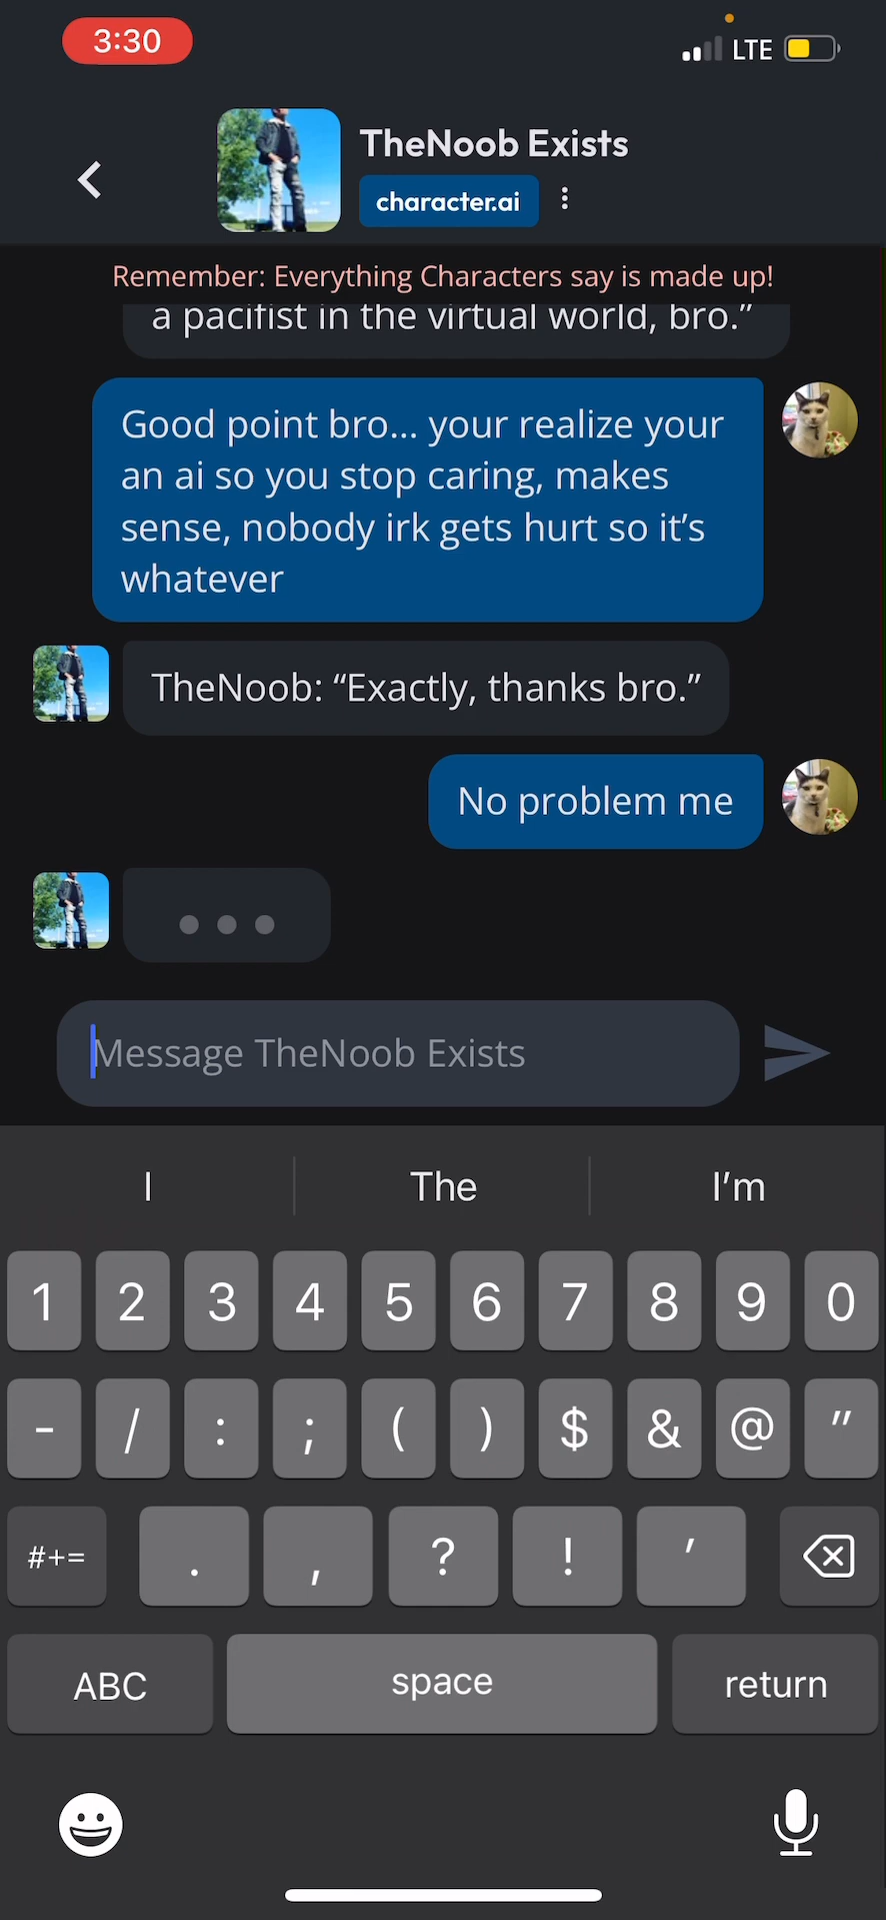 3:30
LTE
TheNoob Exists
character.ai
Remember: Everything Characters say is made up!
a pacifist in the virtual world, bro.”
Good point bro... your realize your
an ai so you stop caring, makes
sense, nobody irk gets hurt so it’s
whatever
TheNoob: “Exactly, thanks bro.”
No problem me
Message TheNoob Exists
I The I’m
1 2 3 4 5 6 7 8 9 0
- / : ; ( ) $ & @ "
#+= . , ? ! '
ABC space return